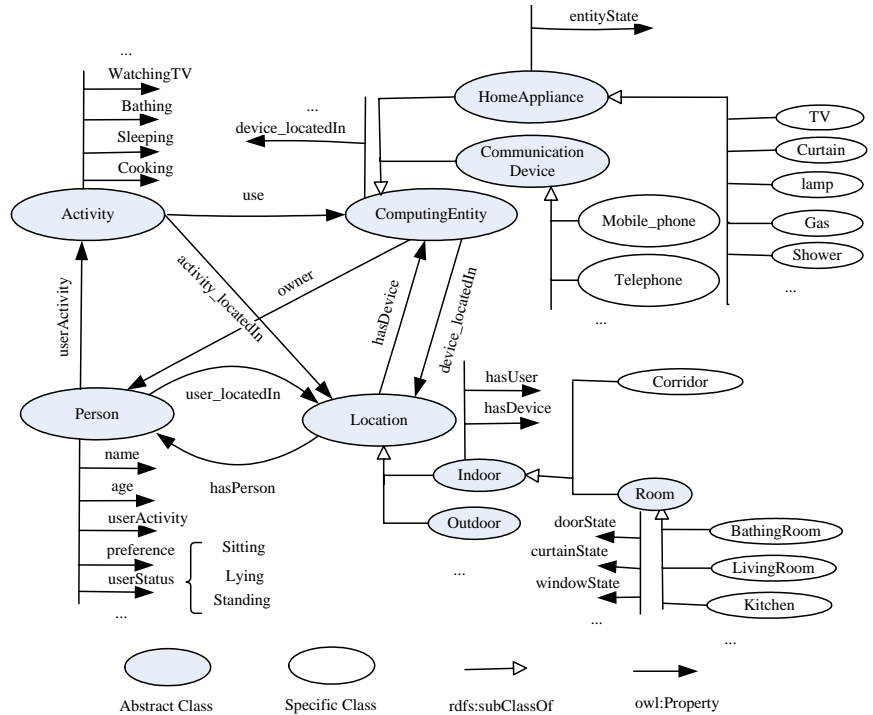 entityState
...
WatchingTV
Bathing
Sleeping
Cooking
...
device_locatedIn
HomeAppliance
Communication
Device
TV
Curtain
lamp
Gas
Shower
...
Activity
use
ComputingEntity
Mobile_phone
Telephone
...
userActivity
activity_locatedIn
owner
hasDevice
device_locatedIn
Person
user_locatedIn
Location
hasPerson
hasUser
hasDevice
Corridor
Indoor
Outdoor
...
Room
name
age
userActivity
preference
userStatus
...
Sitting
Lying
Standing
doorState
curtainState
windowState
...
BathingRoom
LivingRoom
Kitchen
...
Abstract Class
Specific Class
rdfs:subClassOf
owl:Property